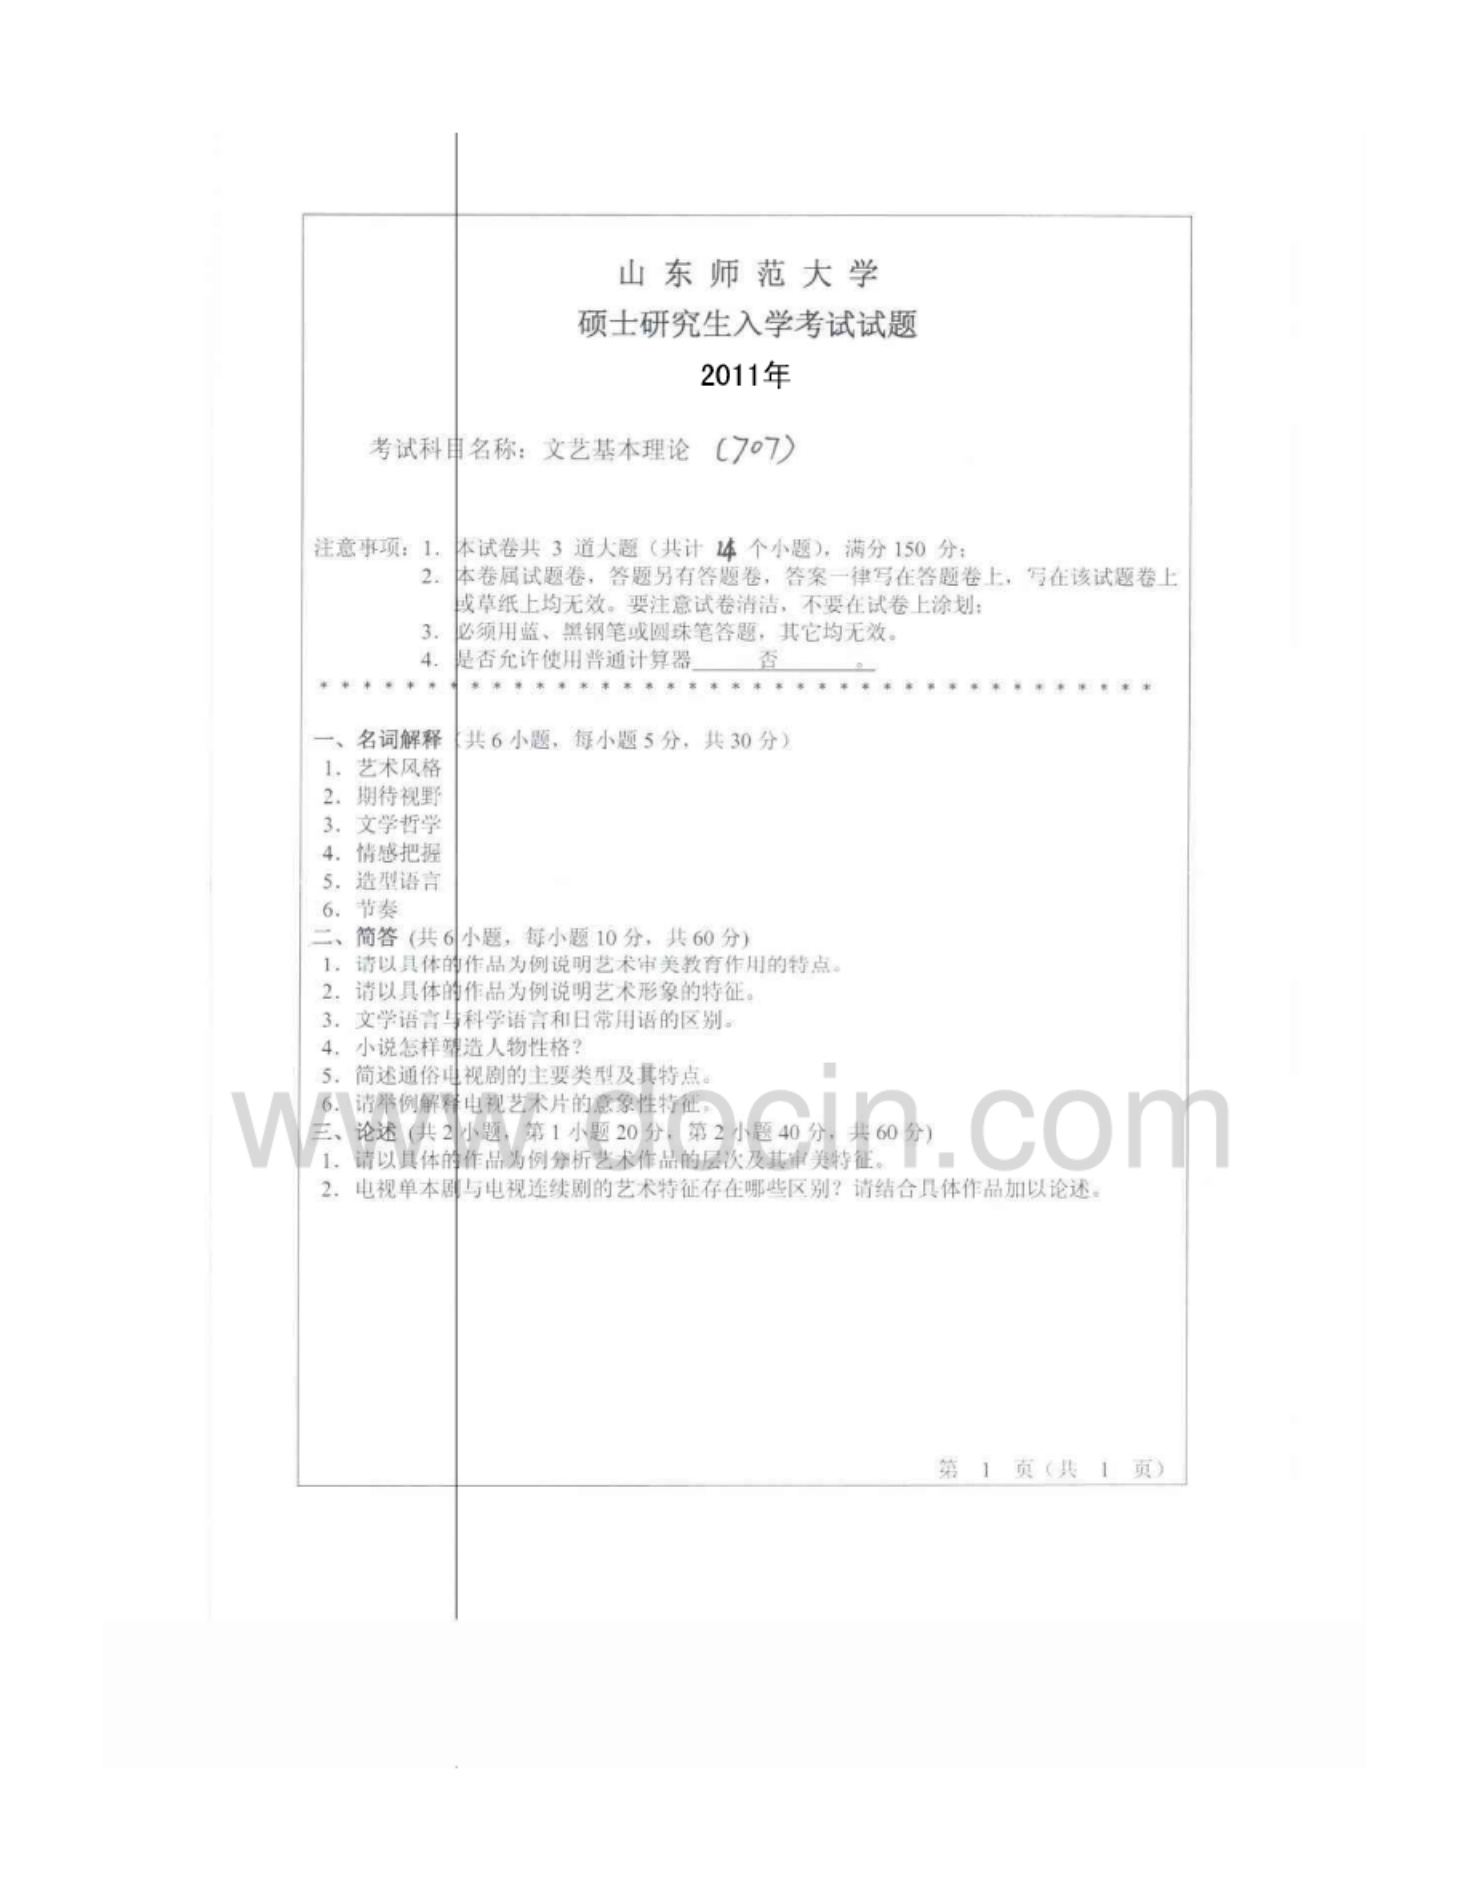 山东师范大学
硕士研究生入学考试试题
2011年
考试科目名称：文艺基本理论 (707)
注意事项：1. 本试卷共 3 道大题（共计 14 个小题），满分 150 分；
2. 本卷属试题卷，答题另有答题卷，答案一律写在答题卷上，写在该试题卷上
或草纸上均无效。要注意试卷清洁，不要在试卷上涂划；
3. 必须用蓝、黑钢笔或圆珠笔答题，其它均无效。
4. 是否允许使用普通计算器 否 。
* * * * * * * * * * * * * * * * * * * * * * * * * * * * * * * * * * * * * * *
一、名词解释（共 6 小题，每小题 5 分，共 30 分）
1. 艺术风格
2. 期待视野
3. 文学哲学
4. 情感把握
5. 造型语言
6. 节奏
二、简答 (共 6 小题，每小题 10 分，共 60 分)
1. 请以具体的作品为例说明艺术审美教育作用的特点。
2. 请以具体的作品为例说明艺术形象的特征。
3. 文学语言与科学语言和日常用语的区别。
4. 小说怎样塑造人物性格？
5. 简述通俗电视剧的主要类型及其特点。
6. 请举例解释电视艺术片的意象性特征。
三、论述 (共 2 小题，第 1 小题 20 分，第 2 小题 40 分，共 60 分)
1. 请以具体的作品为例分析艺术作品的层次及其审美特征。
2. 电视单本剧与电视连续剧的艺术特征存在哪些区别？请结合具体作品加以论述。
www.docin.com
第 1 页（共 1 页）